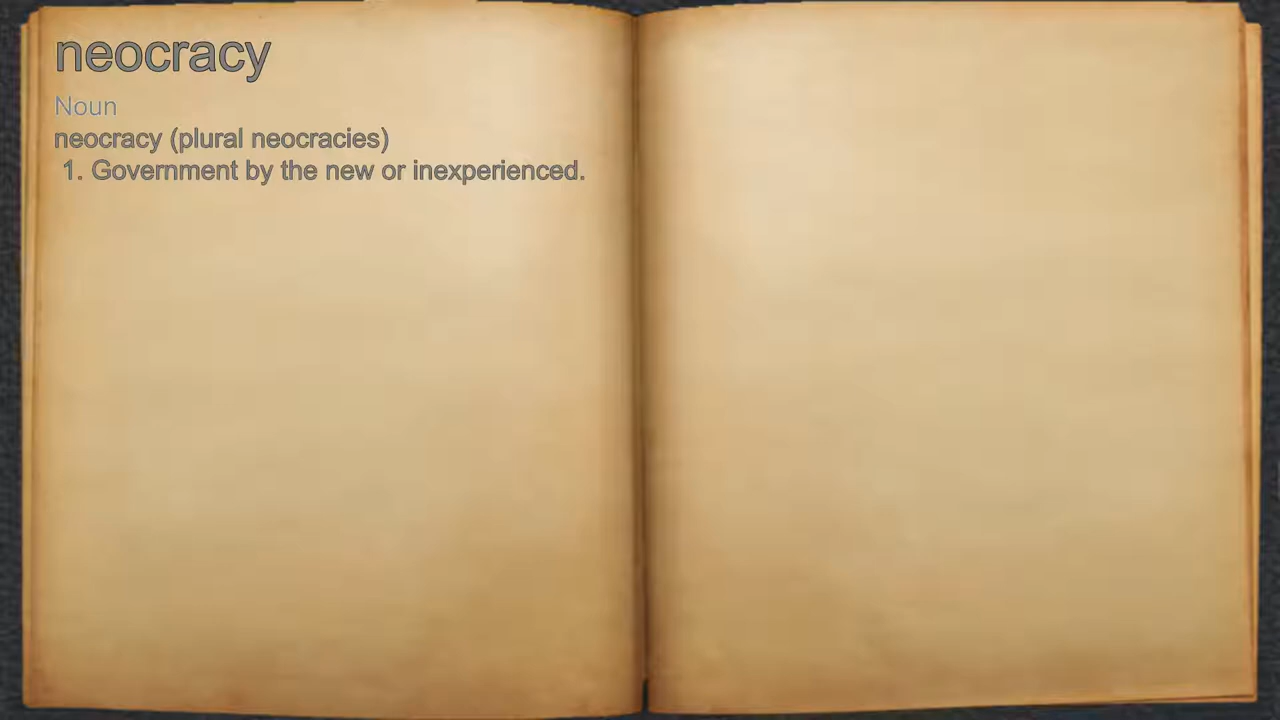 neocracy
Noun
neocracy (plural neocracies)
1. Government by the new or inexperienced.